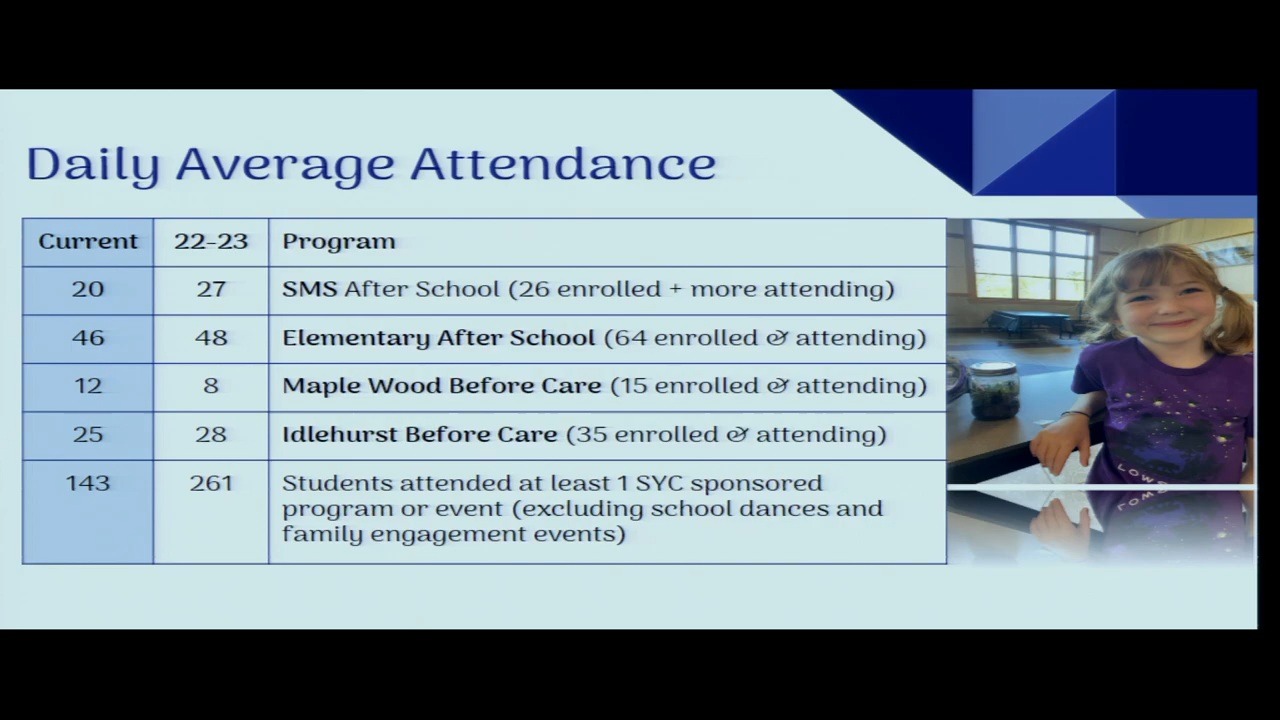 Daily Average Attendance
Current 22-23 Program
20 27 SMS After School (26 enrolled + more attending)
46 48 Elementary After School (64 enrolled & attending)
12 8 Maple Wood Before Care (15 enrolled & attending)
25 28 Idlehurst Before Care (35 enrolled & attending)
143 261 Students attended at least 1 SYC sponsored
program or event (excluding school dances and
family engagement events)